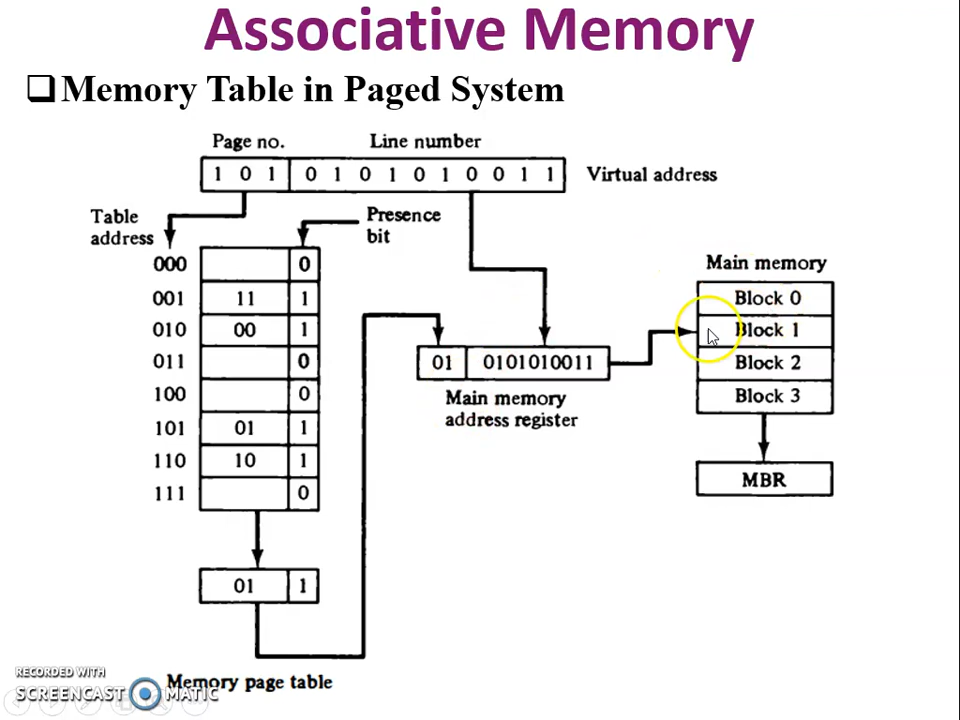 Associative Memory
Memory Table in Paged System
Page no. Line number
1 0 1 0 1 0 1 0 1 0 0 1 1 Virtual address
Table address
Presence bit
000 0
001 11 1
010 00 1
011 0
100 0
101 01 1
110 10 1
111 0
01 1
Memory page table
01 0101010011
Main memory
address register
Main memory
Block 0
Block 1
Block 2
Block 3
MBR
RECORDED WITH
SCREENCAST MATIC